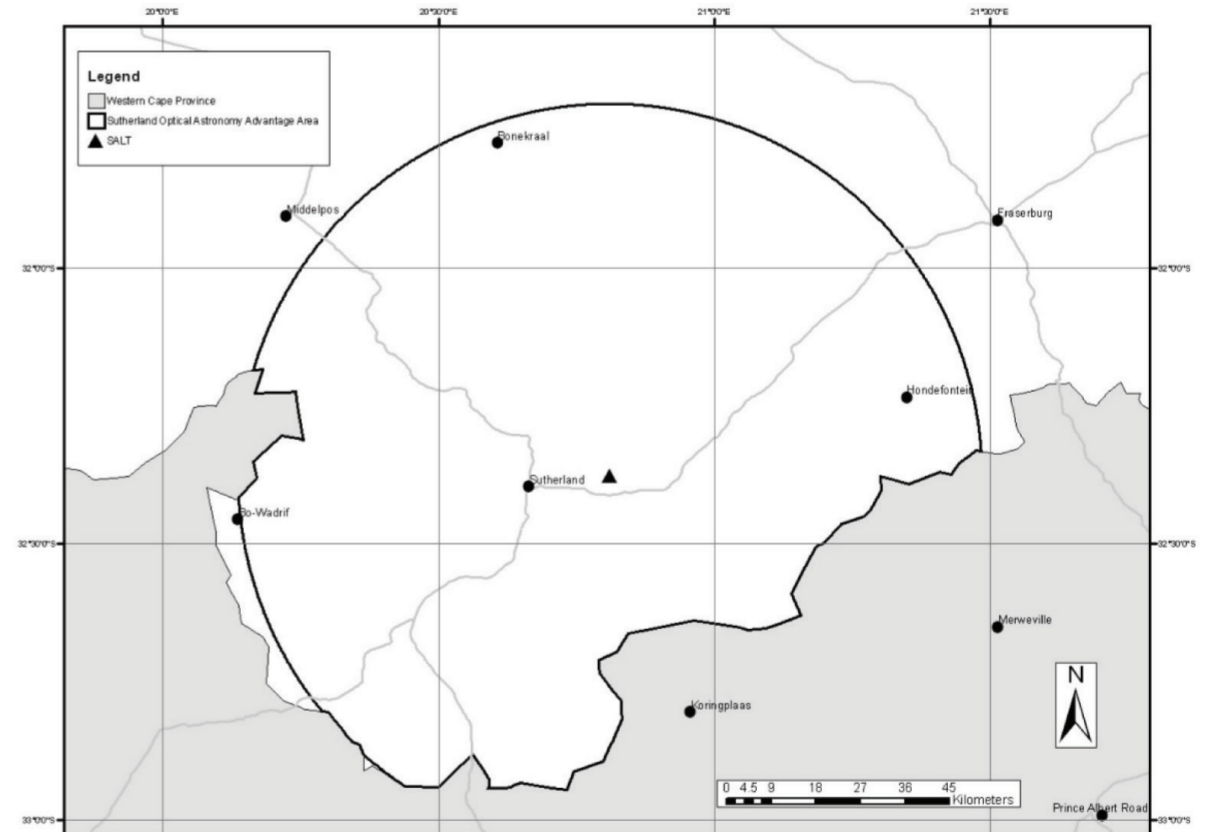 20°0'0"E 20°30'0"E 21°0'0"E 21°30'0"E
Legend
Western Cape Province
Sutherland Optical Astronomy Advantage Area
SALT
Bonekraal
Middelpos
Fraserburg
32°0'0"S 32°0'0"S
Hondefontein
Sutherland
Bo-Wadrif
32°30'0"S 32°30'0"S
Merweville
N
Koringplaas
0 4.5 9 18 27 36 45
Kilometers
Prince Albert Road
33°0'0"S 33°0'0"S